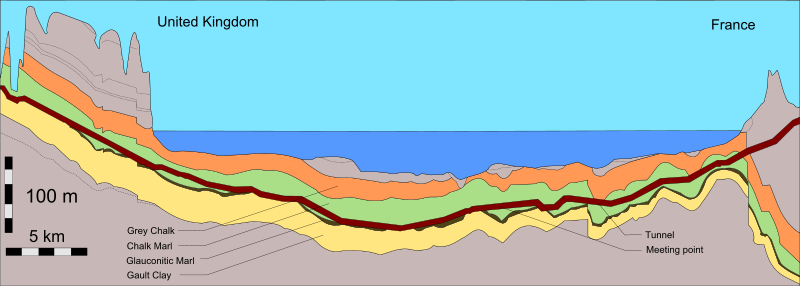 United Kingdom
France
100 m
5 km
Grey Chalk
Chalk Marl
Glauconitic Marl
Gault Clay
Tunnel
Meeting point